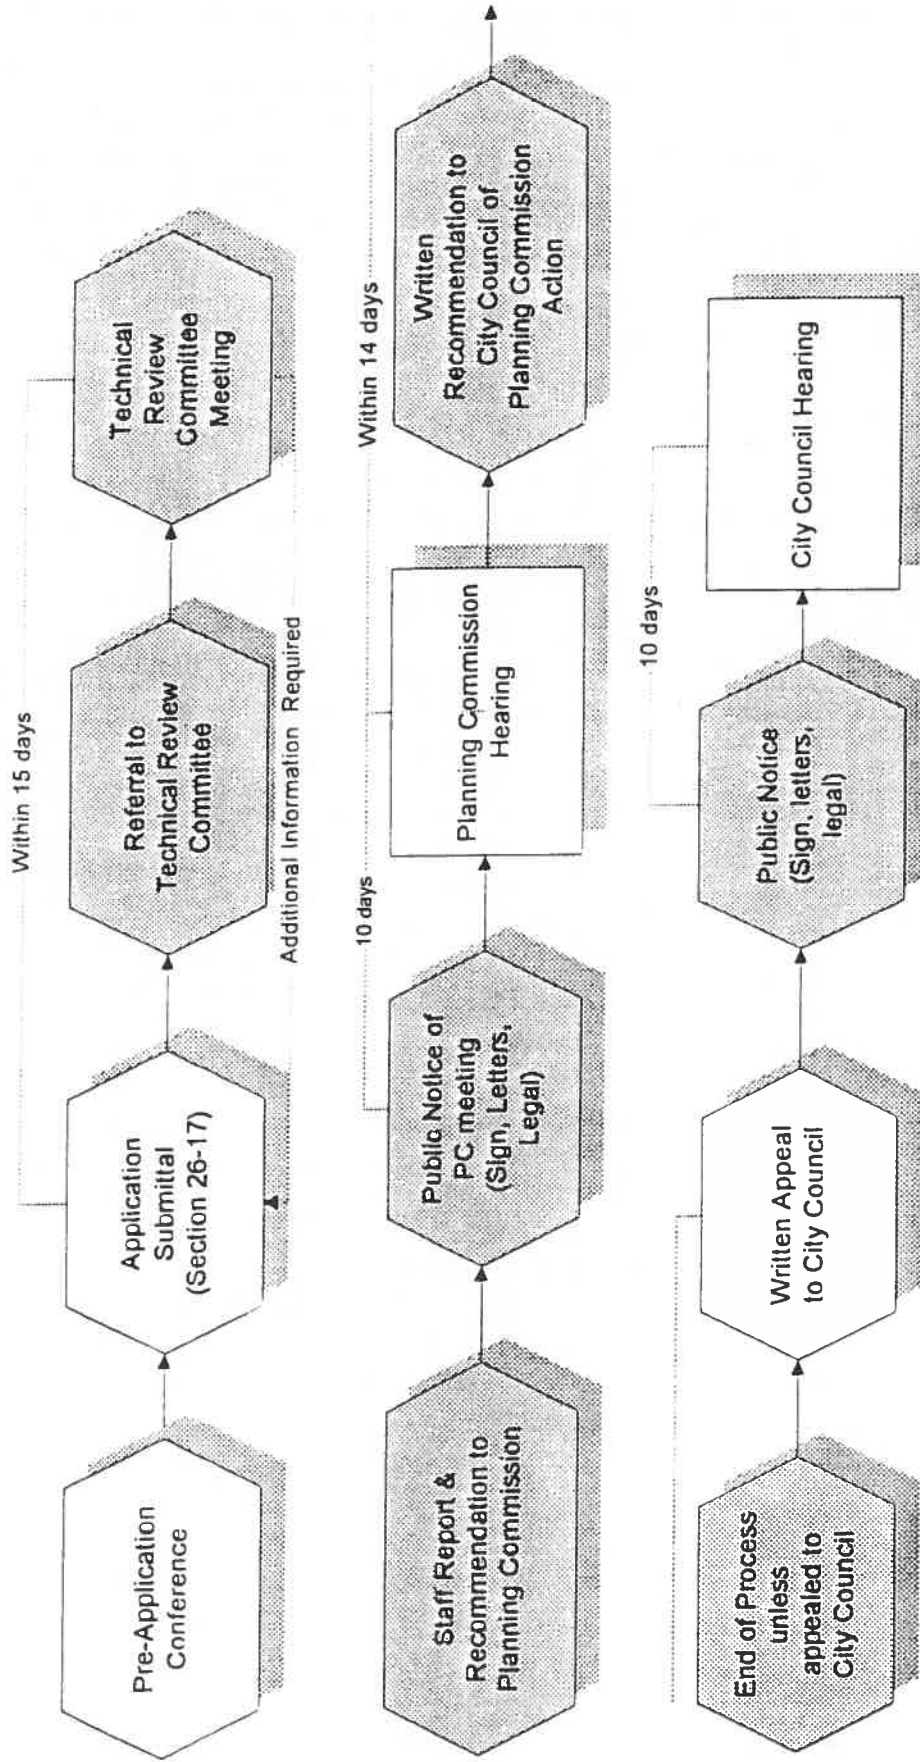 Within 15 days
Pre-Application
Conference
Application
Submittal
(Section 26-17)
Referral to
Technical Review
Committee
Technical
Review
Committee
Meeting
Additional Information Required
10 days
Within 14 days
Staff Report &
Recommendation to
Planning Commission
Public Notice of
PC meeting
(Sign, Letters,
Legal)
Planning Commission
Hearing
Written
Recommendation to
City Council of
Planning Commission
Action
10 days
End of Process
unless
appealed to
City Council
Written Appeal
to City Council
Public Notice
(Sign, letters,
legal)
City Council Hearing